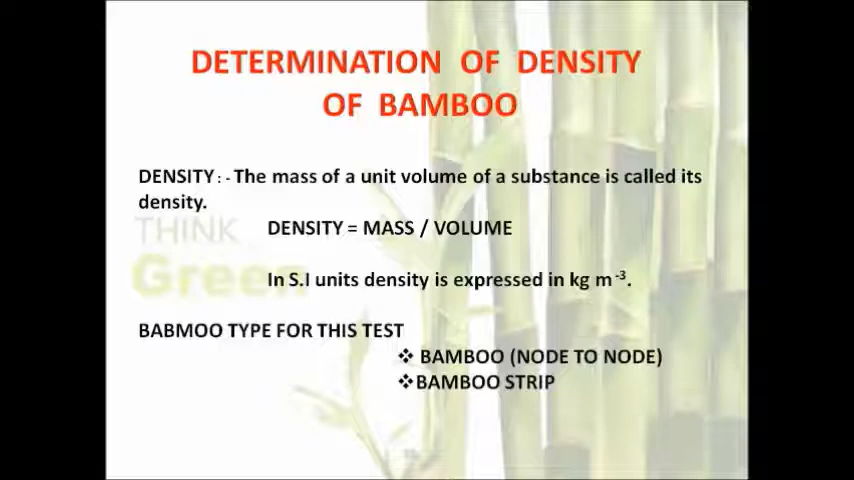 DETERMINATION OF DENSITY
OF BAMBOO
DENSITY : - The mass of a unit volume of a substance is called its
density.
THINK
DENSITY = MASS / VOLUME
Green
In S.I units density is expressed in kg m⁻³.
BABMOO TYPE FOR THIS TEST
❖ BAMBOO (NODE TO NODE)
❖BAMBOO STRIP